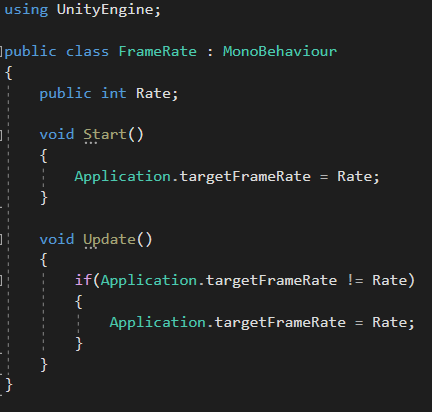 using UnityEngine;
public class FrameRate : MonoBehaviour
{
public int Rate;
void Start()
{
Application.targetFrameRate = Rate;
}
void Update()
{
if(Application.targetFrameRate != Rate)
{
Application.targetFrameRate = Rate;
}
}
}